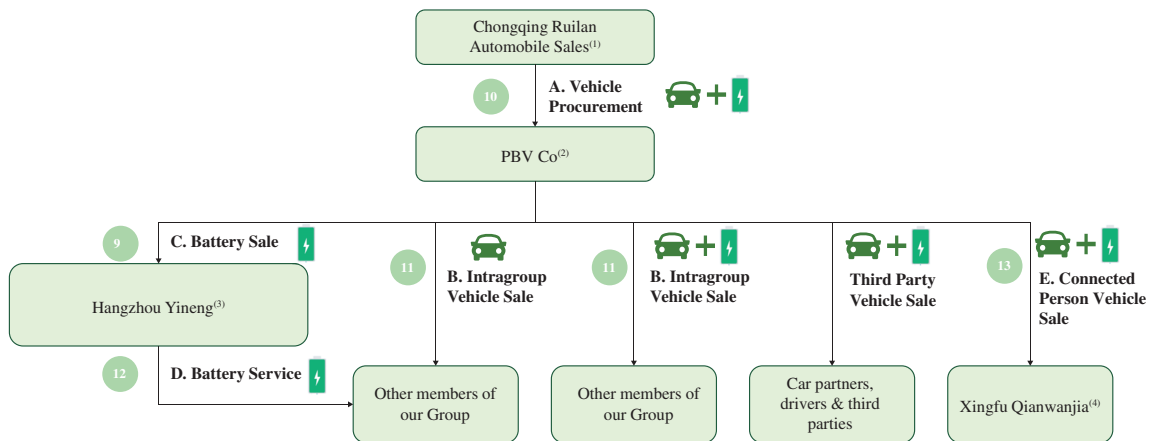 Chongqing Ruilan
Automobile Sales(1)
10
A. Vehicle
Procurement
PBV Co(2)
9
C. Battery Sale
11
B. Intragroup
Vehicle Sale
11
B. Intragroup
Vehicle Sale
Third Party
Vehicle Sale
13
E. Connected
Person Vehicle
Sale
Hangzhou Yineng(3)
12
D. Battery Service
Other members of
our Group
Other members of
our Group
Car partners,
drivers & third
parties
Xingfu Qianwanjia(4)